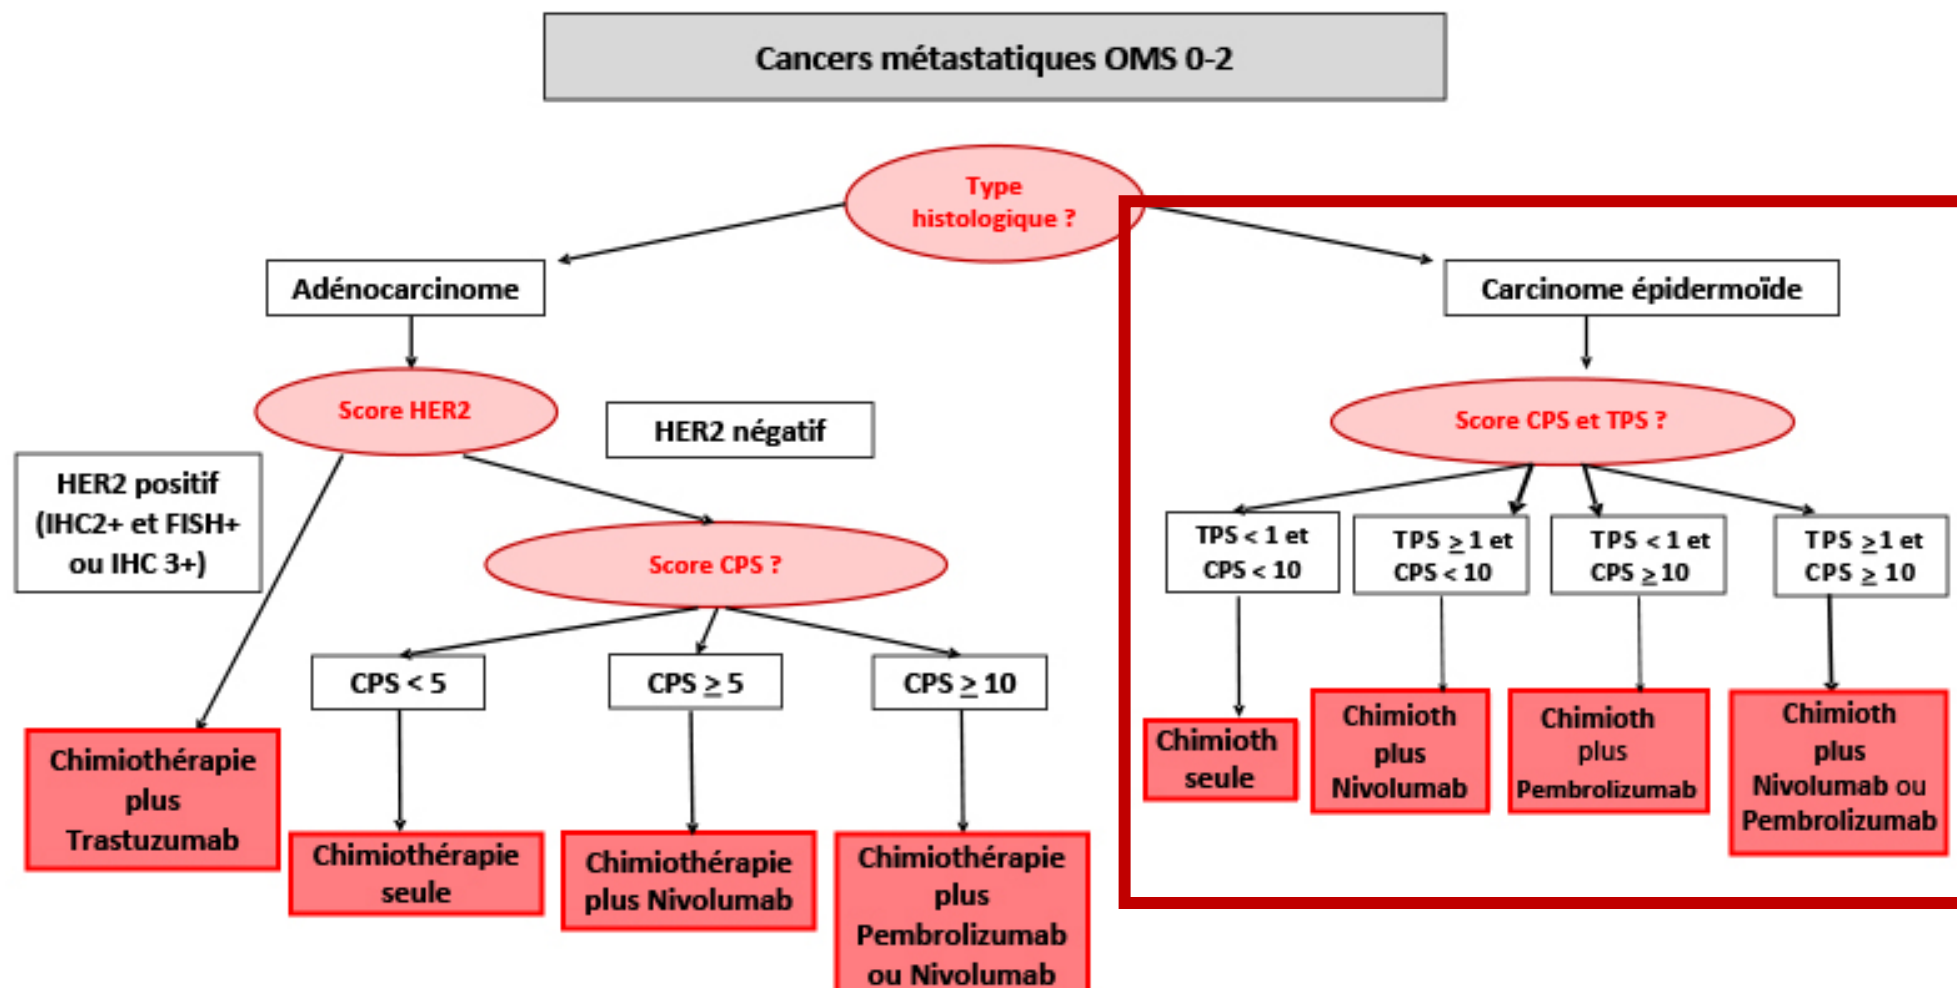 Cancers métastatiques OMS 0-2
Type
histologique ?
Adénocarcinome
Score HER2
HER2 négatif
HER2 positif
(IHC2+ et FISH+
ou IHC 3+)
Score CPS ?
CPS < 5
CPS ≥ 5
CPS ≥ 10
Chimiothérapie
plus
Trastuzumab
Chimiothérapie
seule
Chimiothérapie
plus Nivolumab
Chimiothérapie
plus
Pembrolizumab
ou Nivolumab
Carcinome épidermoïde
Score CPS et TPS ?
TPS < 1 et
CPS < 10
TPS ≥ 1 et
CPS < 10
TPS < 1 et
CPS ≥ 10
TPS ≥1 et
CPS ≥ 10
Chimioth
seule
Chimioth
plus
Nivolumab
Chimioth
plus
Pembrolizumab
Chimioth
plus
Nivolumab ou
Pembrolizumab